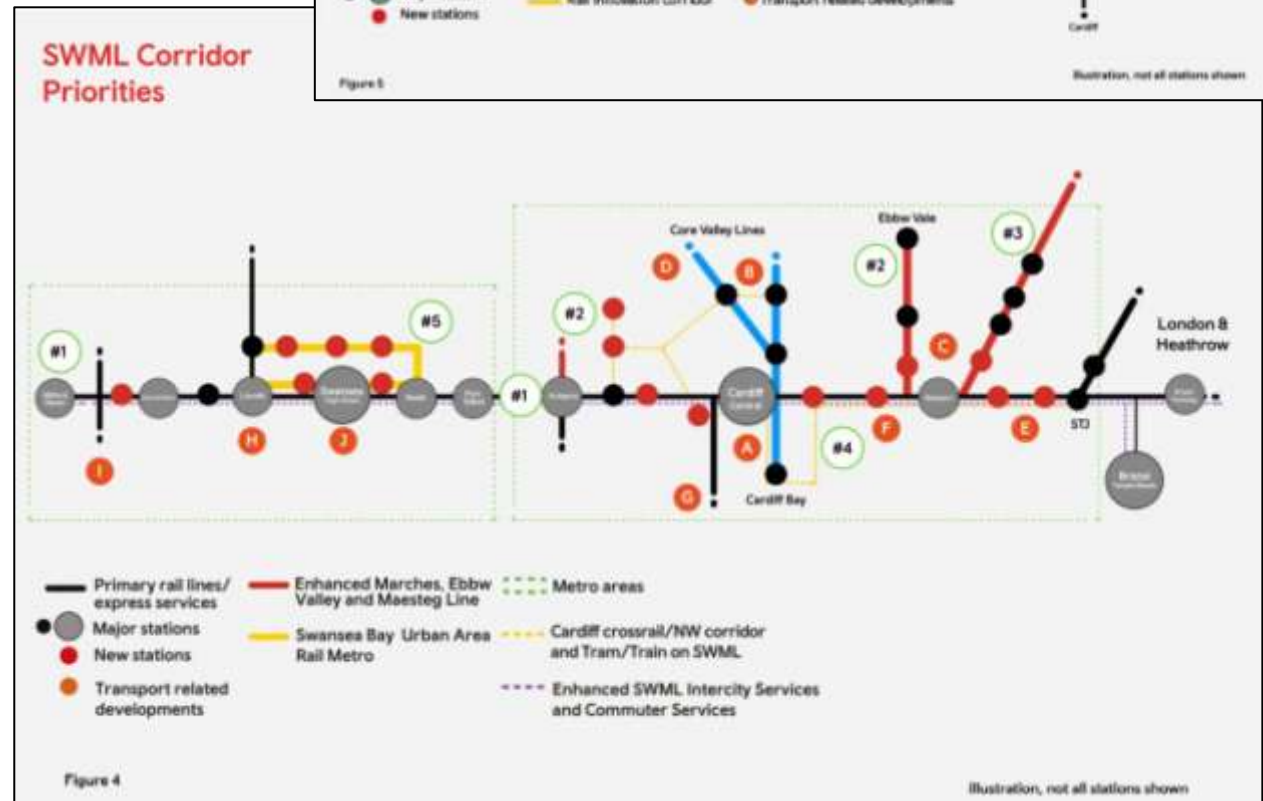 New stations
Cardiff
Figure 5
Illustration, not all stations shown
SWML Corridor
Priorities
Core Valley Lines
Ebbw Vale
London &
Heathrow
#1
#5
#2
#1
#2
#3
#4
D
B
C
Cardiff
Central
Swansea
STJ
H
J
I
A
F
E
G
Cardiff Bay
Bristol
Primary rail lines/
express services
Major stations
New stations
Transport related
developments
Enhanced Marches, Ebbw
Valley and Maesteg Line
Swansea Bay Urban Area
Rail Metro
Metro areas
Cardiff crossrail/NW corridor
and Tram/Train on SWML
Enhanced SWML Intercity Services
and Commuter Services
Figure 4
Illustration, not all stations shown